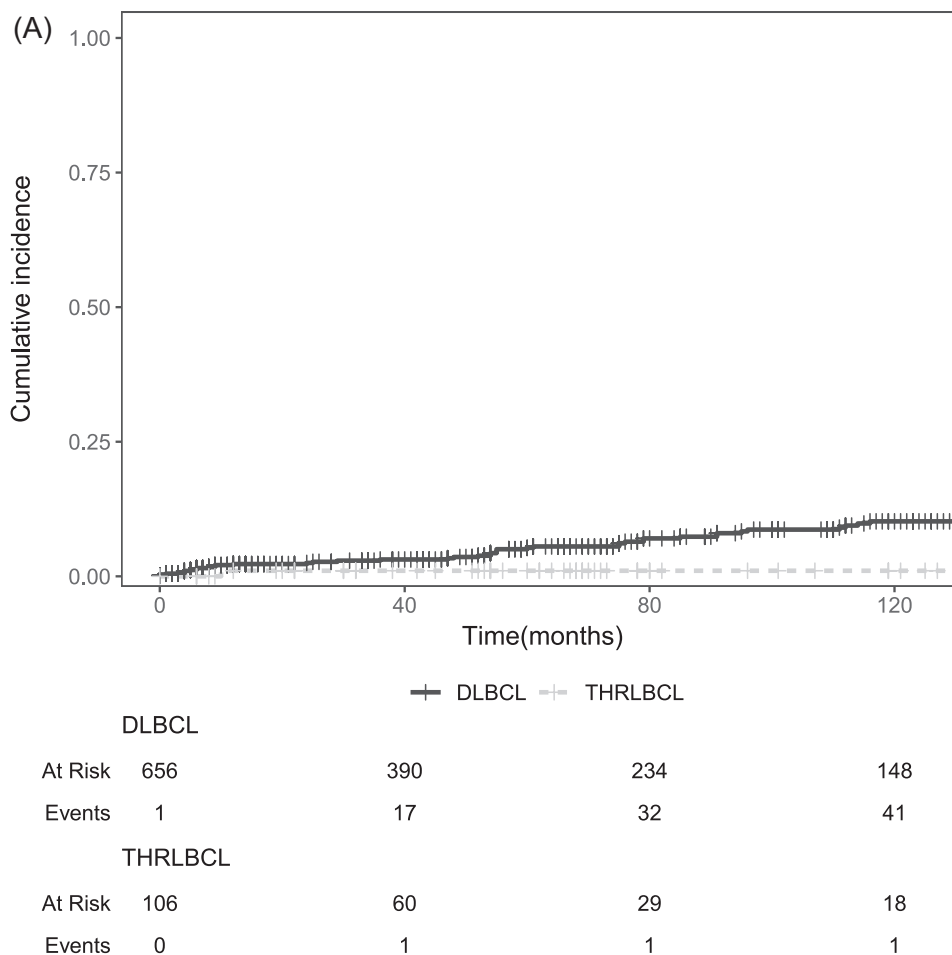 (A)
1.00
0.75
0.50
0.25
0.00
Cumulative incidence
0 40 80 120
Time(months)
DLBCL THRLBCL
DLBCL
At Risk 656 390 234 148
Events 1 17 32 41
THRLBCL
At Risk 106 60 29 18
Events 0 1 1 1